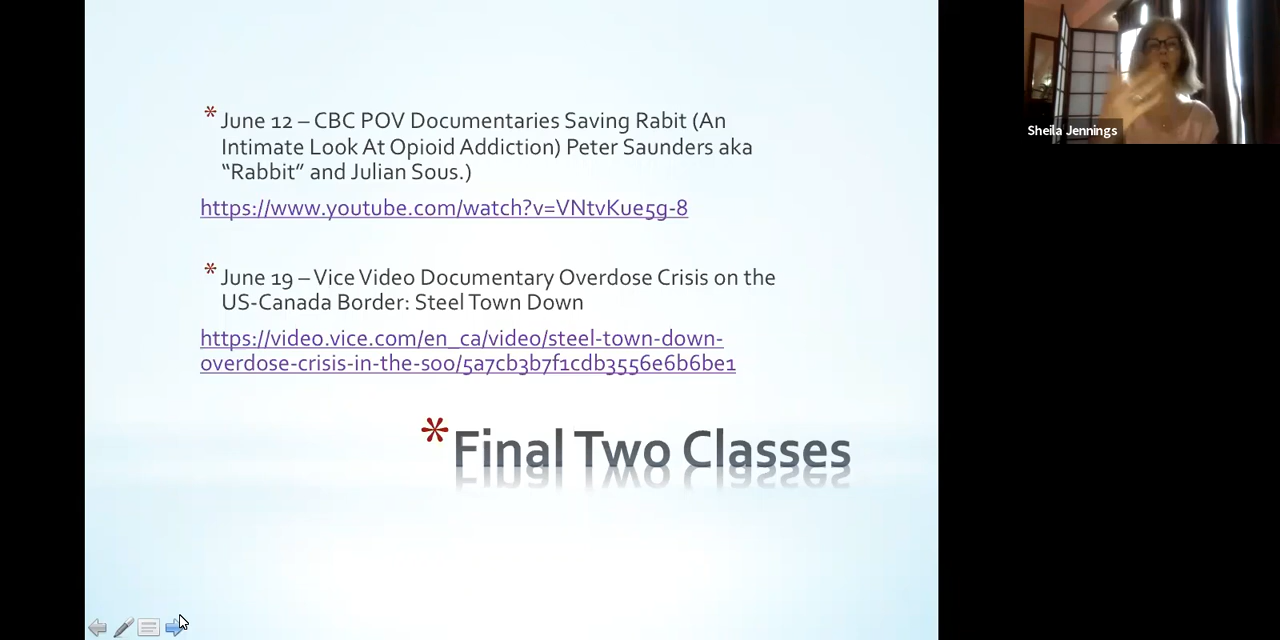 * June 12 – CBC POV Documentaries Saving Rabit (An
Intimate Look At Opioid Addiction) Peter Saunders aka
“Rabbit” and Julian Sous.)
https://www.youtube.com/watch?v=VNtvKue5g-8
* June 19 – Vice Video Documentary Overdose Crisis on the
US-Canada Border: Steel Town Down
https://video.vice.com/en_ca/video/steel-town-down-
overdose-crisis-in-the-soo/5a7cb3b7f1cdb3556e6b6be1
* Final Two Classes
Sheila Jennings